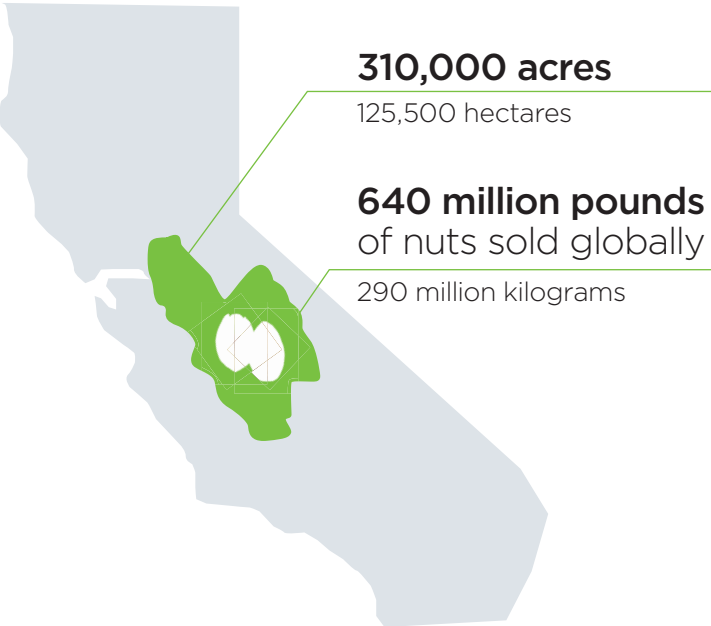 310,000 acres
125,500 hectares
640 million pounds
of nuts sold globally
290 million kilograms